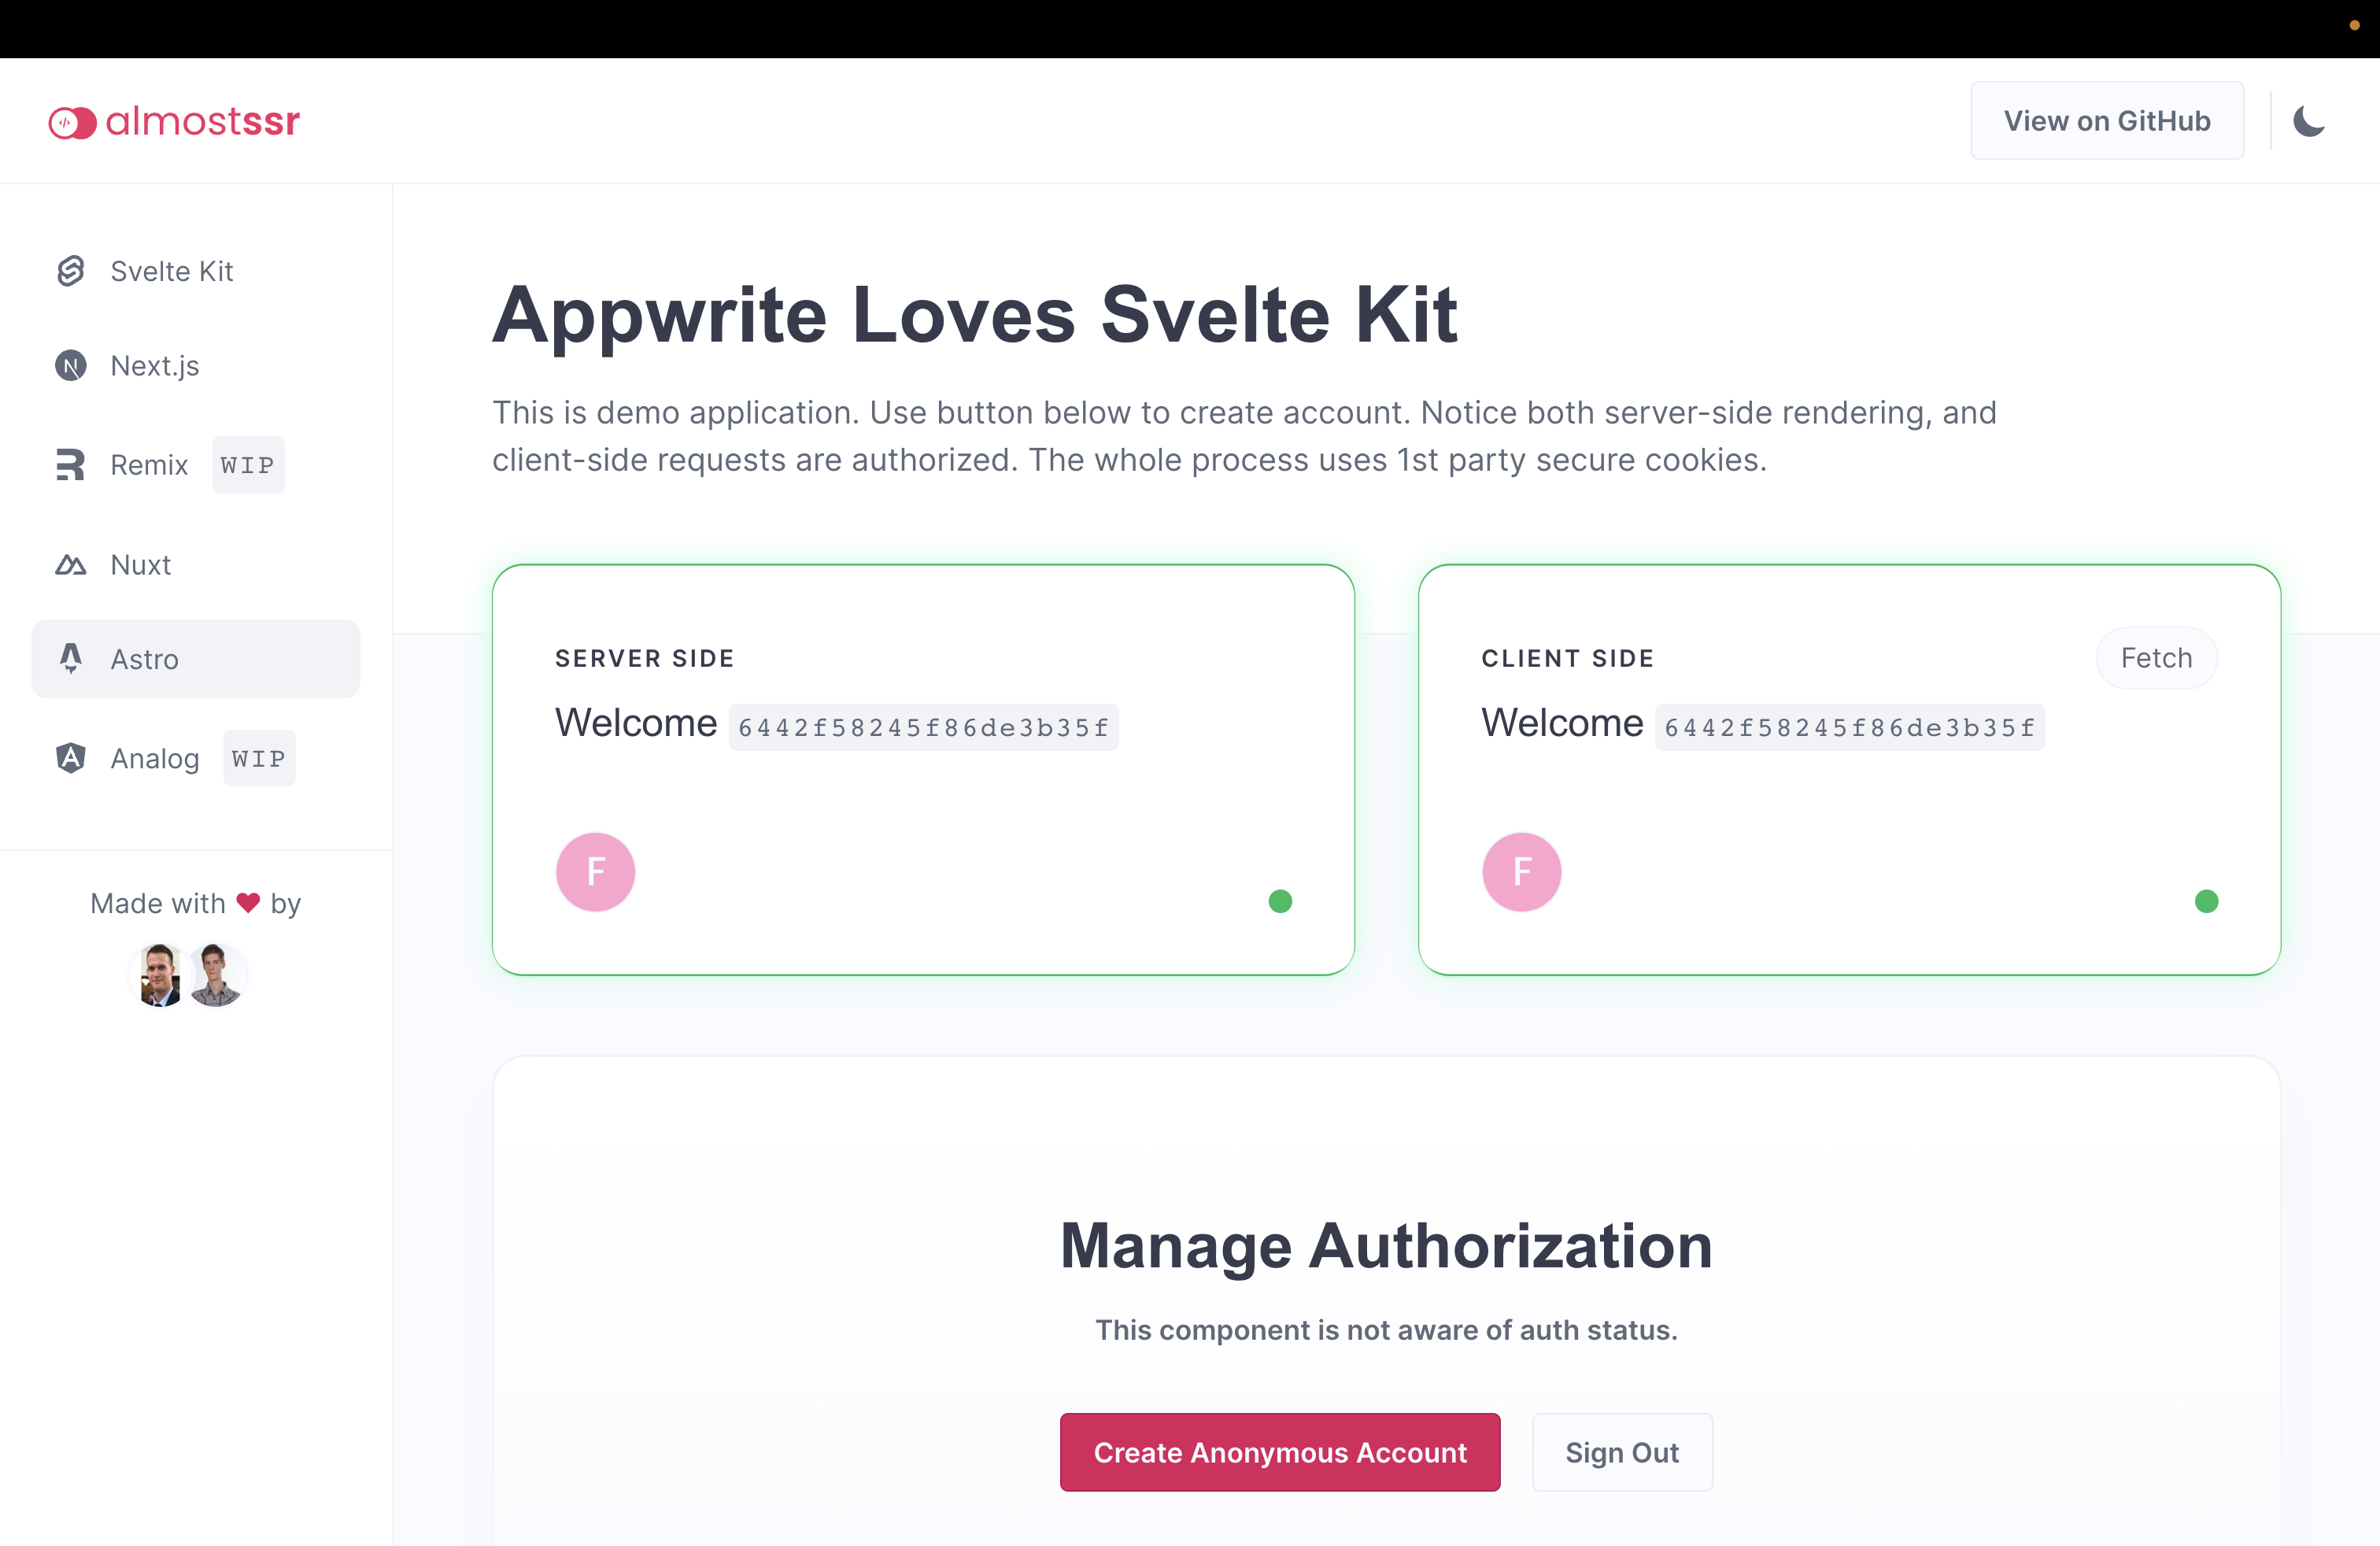 almostssr
View on GitHub
Svelte Kit
Next.js
Remix WIP
Nuxt
Astro
Analog WIP
Made with ❤ by
Appwrite Loves Svelte Kit
This is demo application. Use button below to create account. Notice both server-side rendering, and
client-side requests are authorized. The whole process uses 1st party secure cookies.
SERVER SIDE
Welcome 6442f58245f86de3b35f
F
CLIENT SIDE
Fetch
Welcome 6442f58245f86de3b35f
F
Manage Authorization
This component is not aware of auth status.
Create Anonymous Account
Sign Out